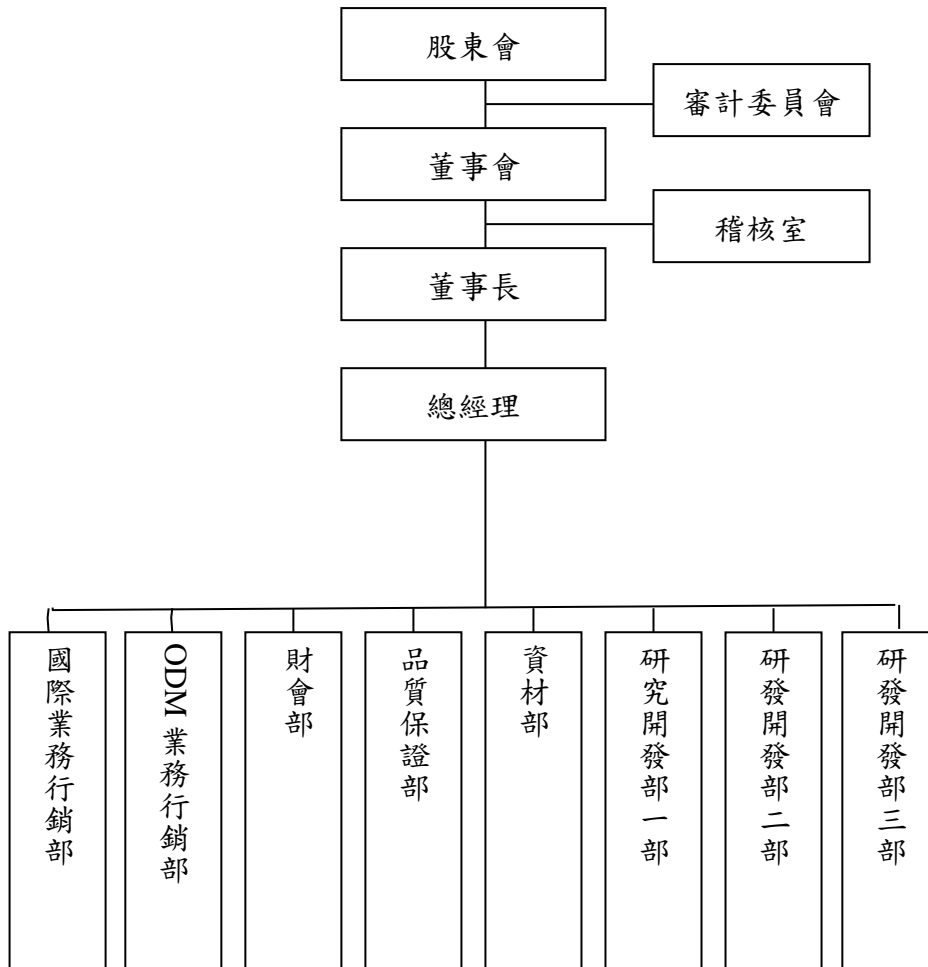 股東會
審計委員會
董事會
稽核室
董事長
總經理
國際業務行銷部
ODM 業務行銷部
財會部
品質保證部
資材部
研究開發部一部
研發開發部二部
研發開發部三部